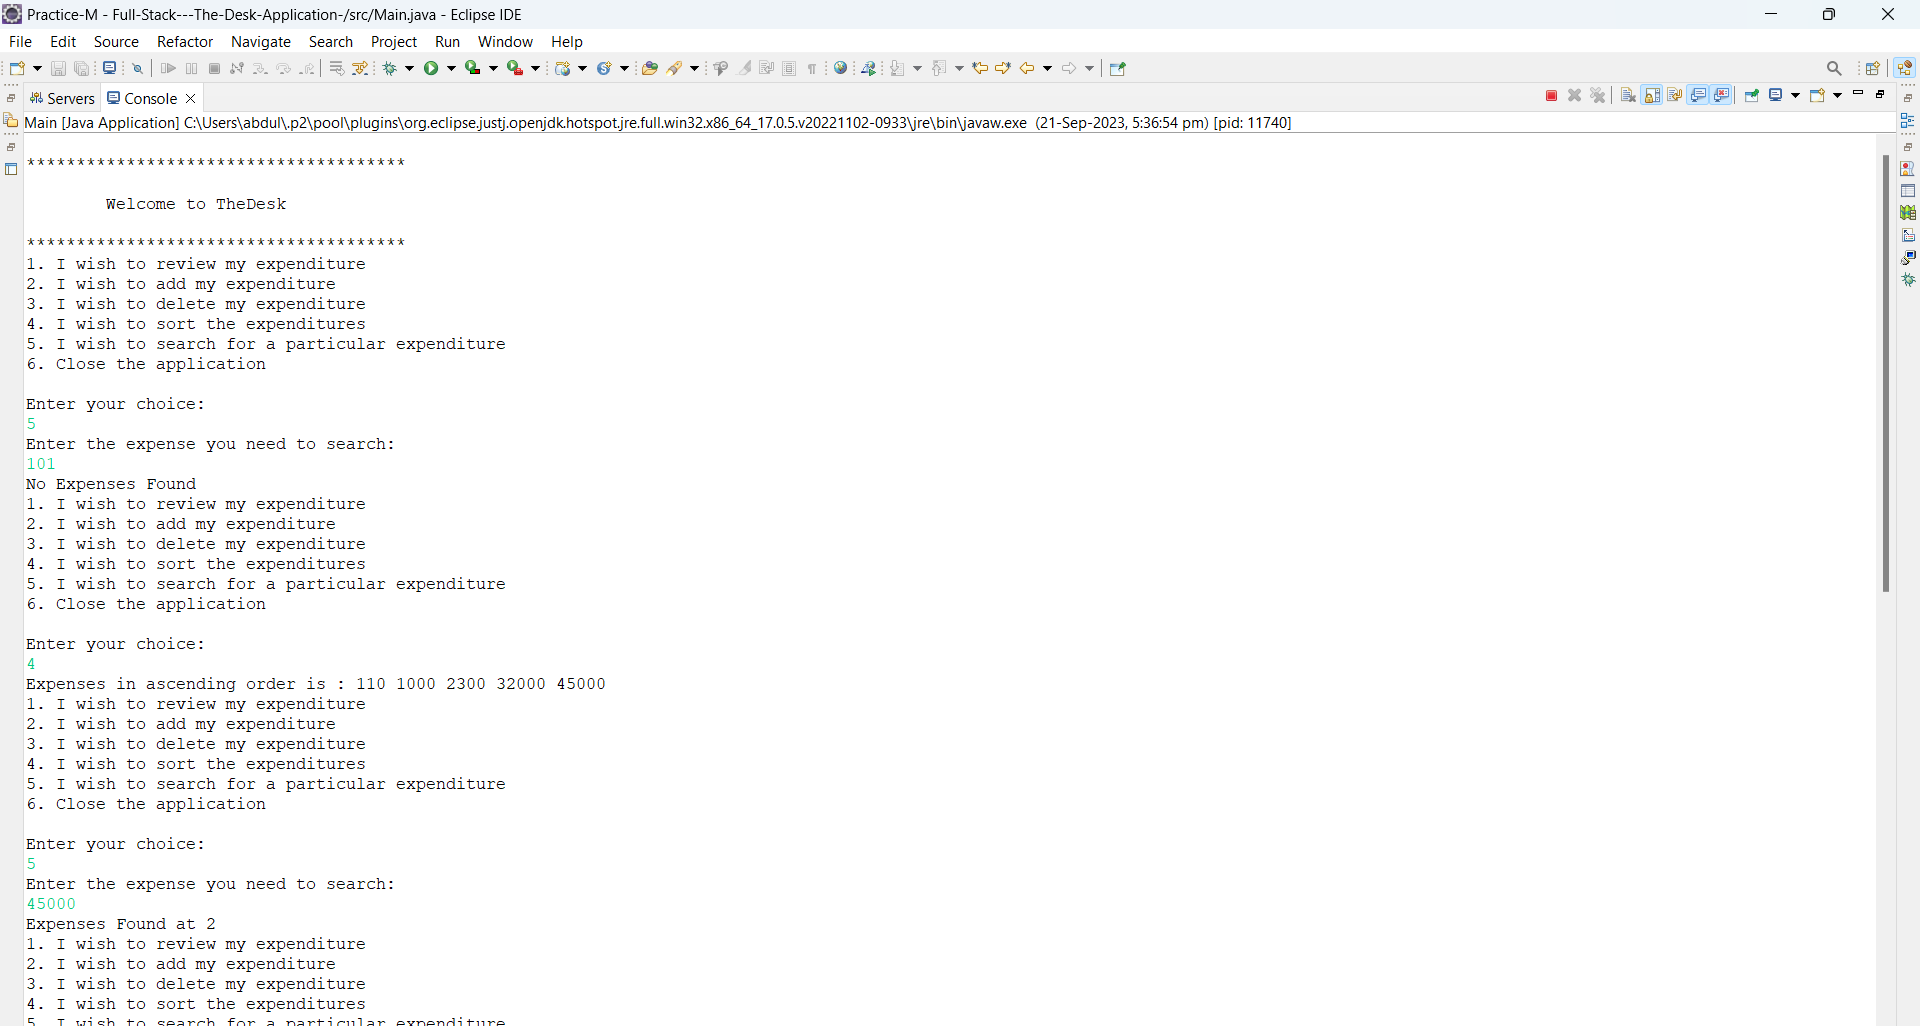 Practice-M - Full-Stack---The-Desk-Application-/src/Main.java - Eclipse IDE
File Edit Source Refactor Navigate Search Project Run Window Help
Servers Console
Main [Java Application] C:\Users\abdul\.p2\pool\plugins\org.eclipse.justj.openjdk.hotspot.jre.full.win32.x86_64_17.0.5.v20221102-0933\jre\bin\javaw.exe (21-Sep-2023, 5:36:54 pm) [pid: 11740]
**************************************
Welcome to TheDesk
**************************************
1. I wish to review my expenditure
2. I wish to add my expenditure
3. I wish to delete my expenditure
4. I wish to sort the expenditures
5. I wish to search for a particular expenditure
6. Close the application
Enter your choice:
5
Enter the expense you need to search:
101
No Expenses Found
1. I wish to review my expenditure
2. I wish to add my expenditure
3. I wish to delete my expenditure
4. I wish to sort the expenditures
5. I wish to search for a particular expenditure
6. Close the application
Enter your choice:
4
Expenses in ascending order is : 110 1000 2300 32000 45000
1. I wish to review my expenditure
2. I wish to add my expenditure
3. I wish to delete my expenditure
4. I wish to sort the expenditures
5. I wish to search for a particular expenditure
6. Close the application
Enter your choice:
5
Enter the expense you need to search:
45000
Expenses Found at 2
1. I wish to review my expenditure
2. I wish to add my expenditure
3. I wish to delete my expenditure
4. I wish to sort the expenditures
5. I wish to search for a particular expenditure